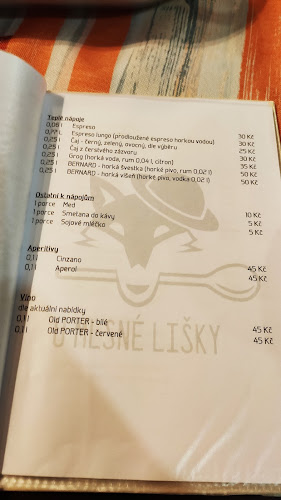 Teplé nápoje
0,05 l Espreso 30 Kč
Espreso lungo (prodloužené espreso horkou vodou) 30 Kč
0,25 l Čaj - černý, zelený, ovocný, dle výběru 25 Kč
0,25 l Čaj z čerstvého zázvoru 30 Kč
0,25 l Grog (horká voda, rum 0,04 l, citron) 35 Kč
0,25 l BERNARD - horká švestka (horké pivo, rum 0,02 l) 50 Kč
0,25 l BERNARD - horká višeň (horké pivo, vodka 0,02 l) 50 Kč
Ostatní k nápojům
1 porce Med 10 Kč
1 porce Smetana do kávy 5 Kč
1 porce Sojové mléčko 5 Kč
Aperitivy
0,1 l Cinzano 45 Kč
0,1 l Aperol 45 Kč
Víno
dle aktuální nabídky
0,1 l Old PORTER - bílé 45 Kč
0,1 l Old PORTER - červené 45 Kč
LIŠKY